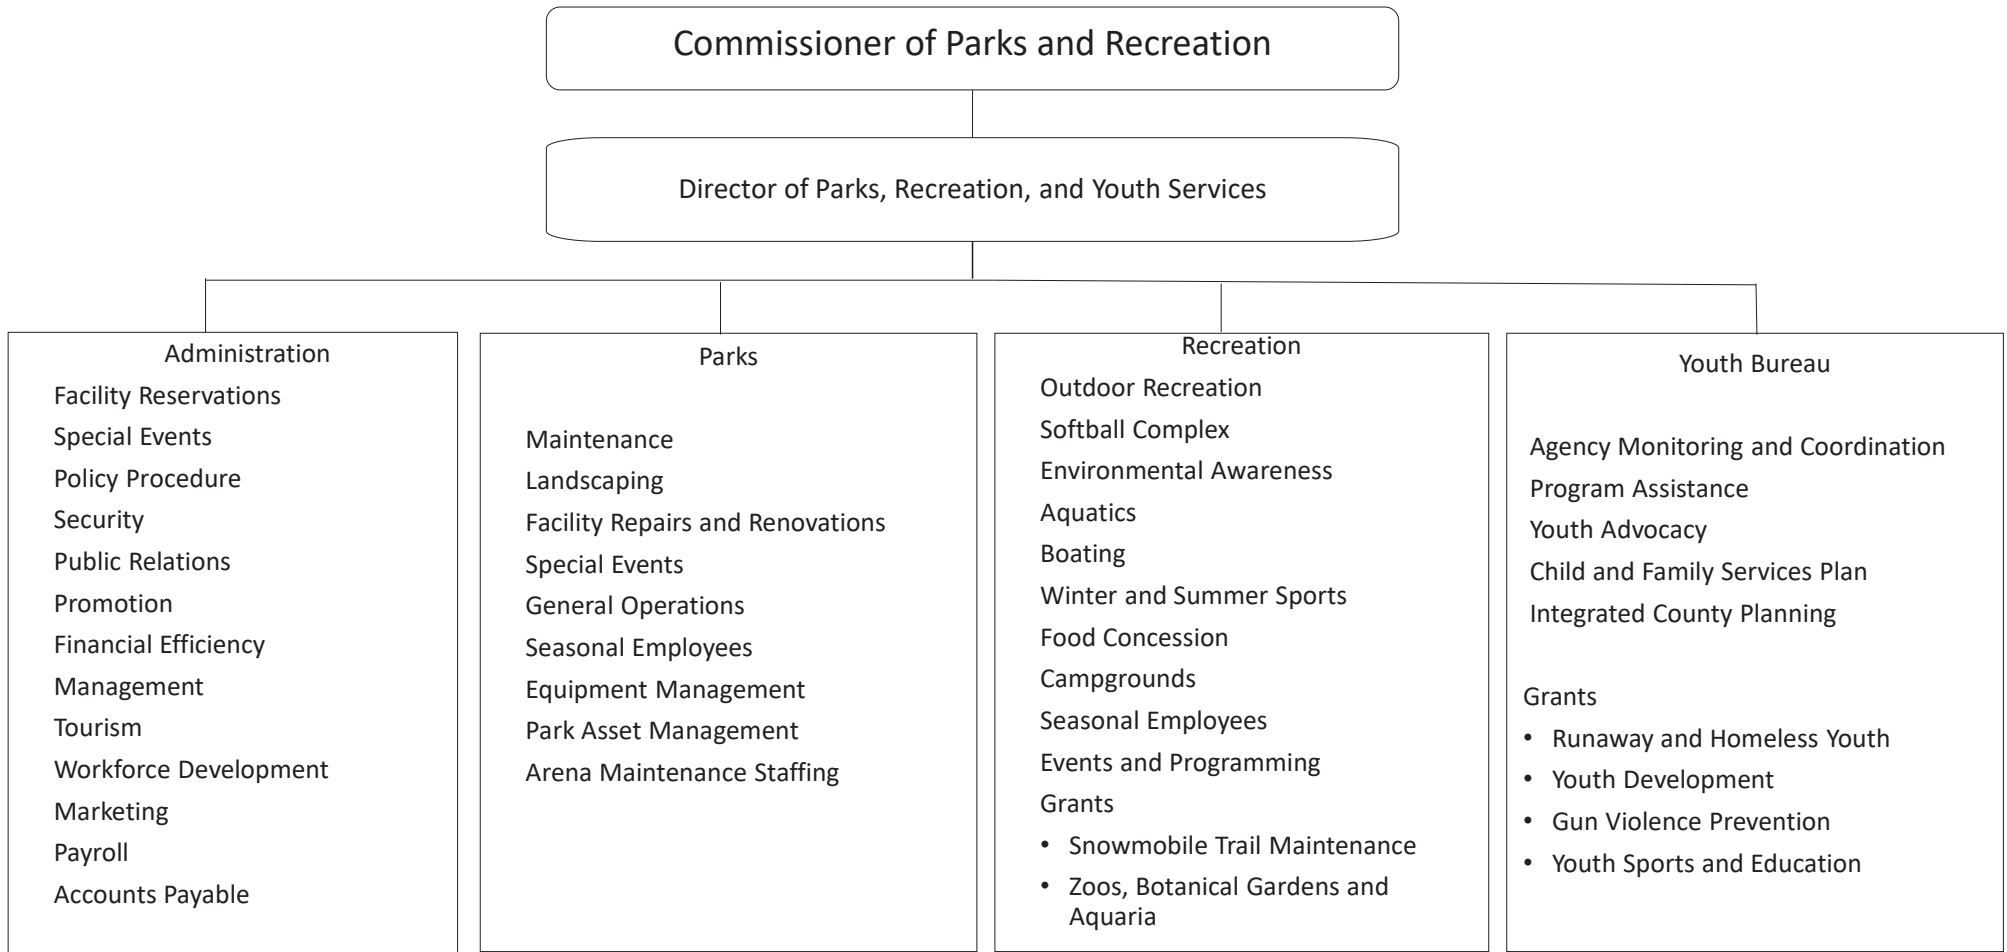 Commissioner of Parks and Recreation
Director of Parks, Recreation, and Youth Services
Administration
Facility Reservations
Special Events
Policy Procedure
Security
Public Relations
Promotion
Financial Efficiency
Management
Tourism
Workforce Development
Marketing
Payroll
Accounts Payable
Parks
Maintenance
Landscaping
Facility Repairs and Renovations
Special Events
General Operations
Seasonal Employees
Equipment Management
Park Asset Management
Arena Maintenance Staffing
Recreation
Outdoor Recreation
Softball Complex
Environmental Awareness
Aquatics
Boating
Winter and Summer Sports
Food Concession
Campgrounds
Seasonal Employees
Events and Programming
Grants
• Snowmobile Trail Maintenance
• Zoos, Botanical Gardens and
Aquaria
Youth Bureau
Agency Monitoring and Coordination
Program Assistance
Youth Advocacy
Child and Family Services Plan
Integrated County Planning
Grants
• Runaway and Homeless Youth
• Youth Development
• Gun Violence Prevention
• Youth Sports and Education